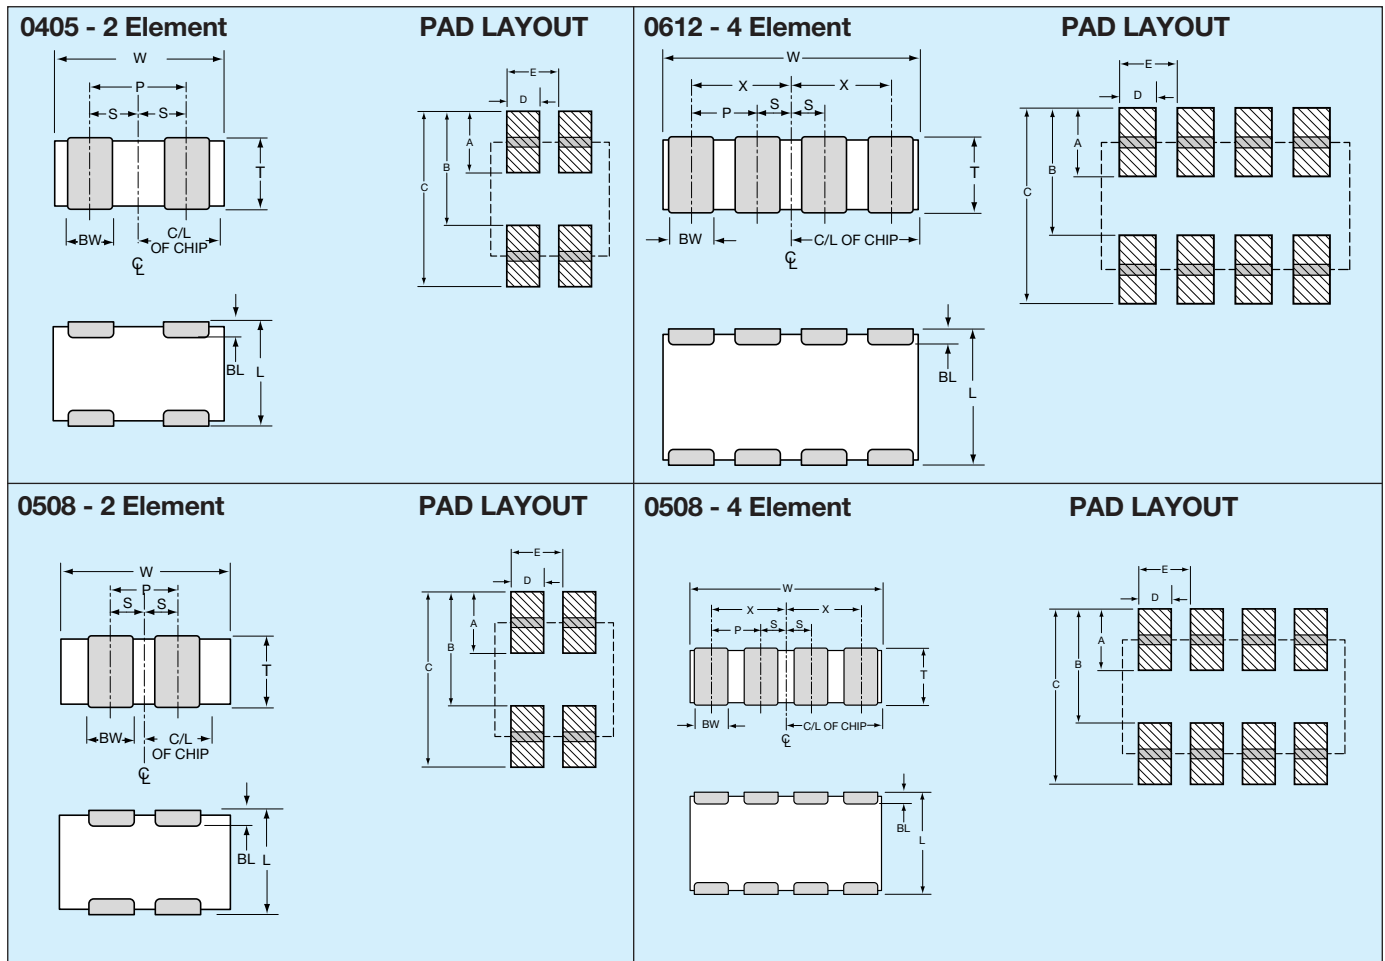 0405 - 2 Element
PAD LAYOUT
W
P
S
S
T
BW
C/L
OF CHIP
℄
BL
L
E
D
A
B
C
0612 - 4 Element
PAD LAYOUT
W
X
X
P
S
S
T
BW
C/L OF CHIP
℄
BL
L
E
D
A
B
C
0508 - 2 Element
PAD LAYOUT
W
P
S
S
T
BW
C/L
OF CHIP
℄
BL
L
E
D
A
B
C
0508 - 4 Element
PAD LAYOUT
W
X
X
P
S
S
T
BW
C/L OF CHIP
℄
BL
L
E
D
A
B
C